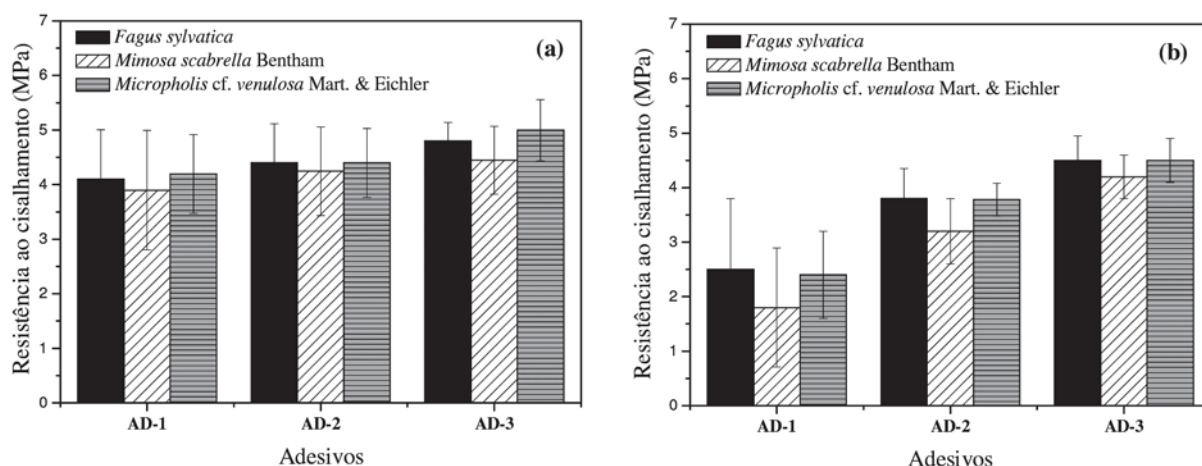 (a)
Fagus sylvatica
Mimosa scabrella Bentham
Micropholis cf. venulosa Mart. & Eichler
Resistência ao cisalhamento (MPa)
7
6
5
4
3
2
1
0
AD-1 AD-2 AD-3
Adesivos
(b)
Fagus sylvatica
Mimosa scabrella Bentham
Micropholis cf. venulosa Mart. & Eichler
Resistência ao cisalhamento (MPa)
7
6
5
4
3
2
1
0
AD-1 AD-2 AD-3
Adesivos